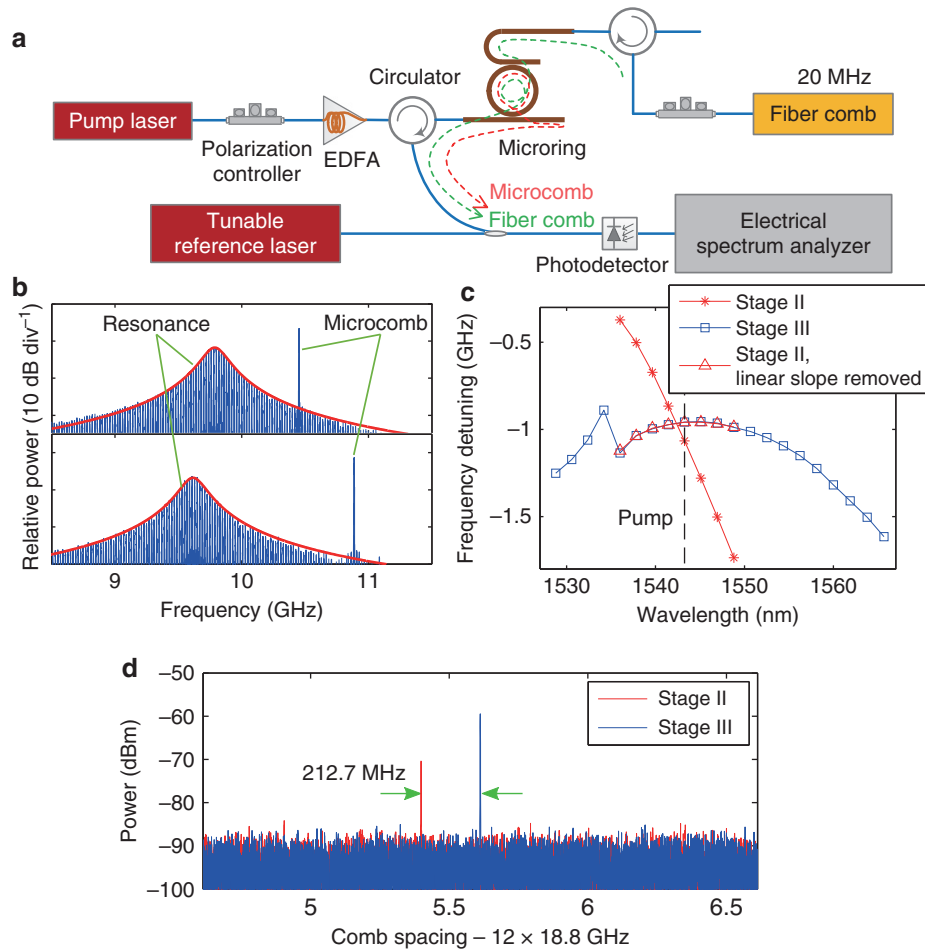 a
20 MHz
Circulator
Pump laser
Fiber comb
Polarization
controller
EDFA
Microring
Microcomb
Fiber comb
Tunable
reference laser
Photodetector
Electrical
spectrum analyzer
b
Resonance
Microcomb
Relative power (10 dB div⁻¹)
9
10
11
Frequency (GHz)
c
Stage II
Stage III
Stage II,
linear slope removed
Frequency detuning (GHz)
−0.5
−1
−1.5
Pump
1530
1540
1550
1560
Wavelength (nm)
d
−50
−60
−70
−80
−90
−100
Power (dBm)
Stage II
Stage III
212.7 MHz
5
5.5
6
6.5
Comb spacing – 12 × 18.8 GHz